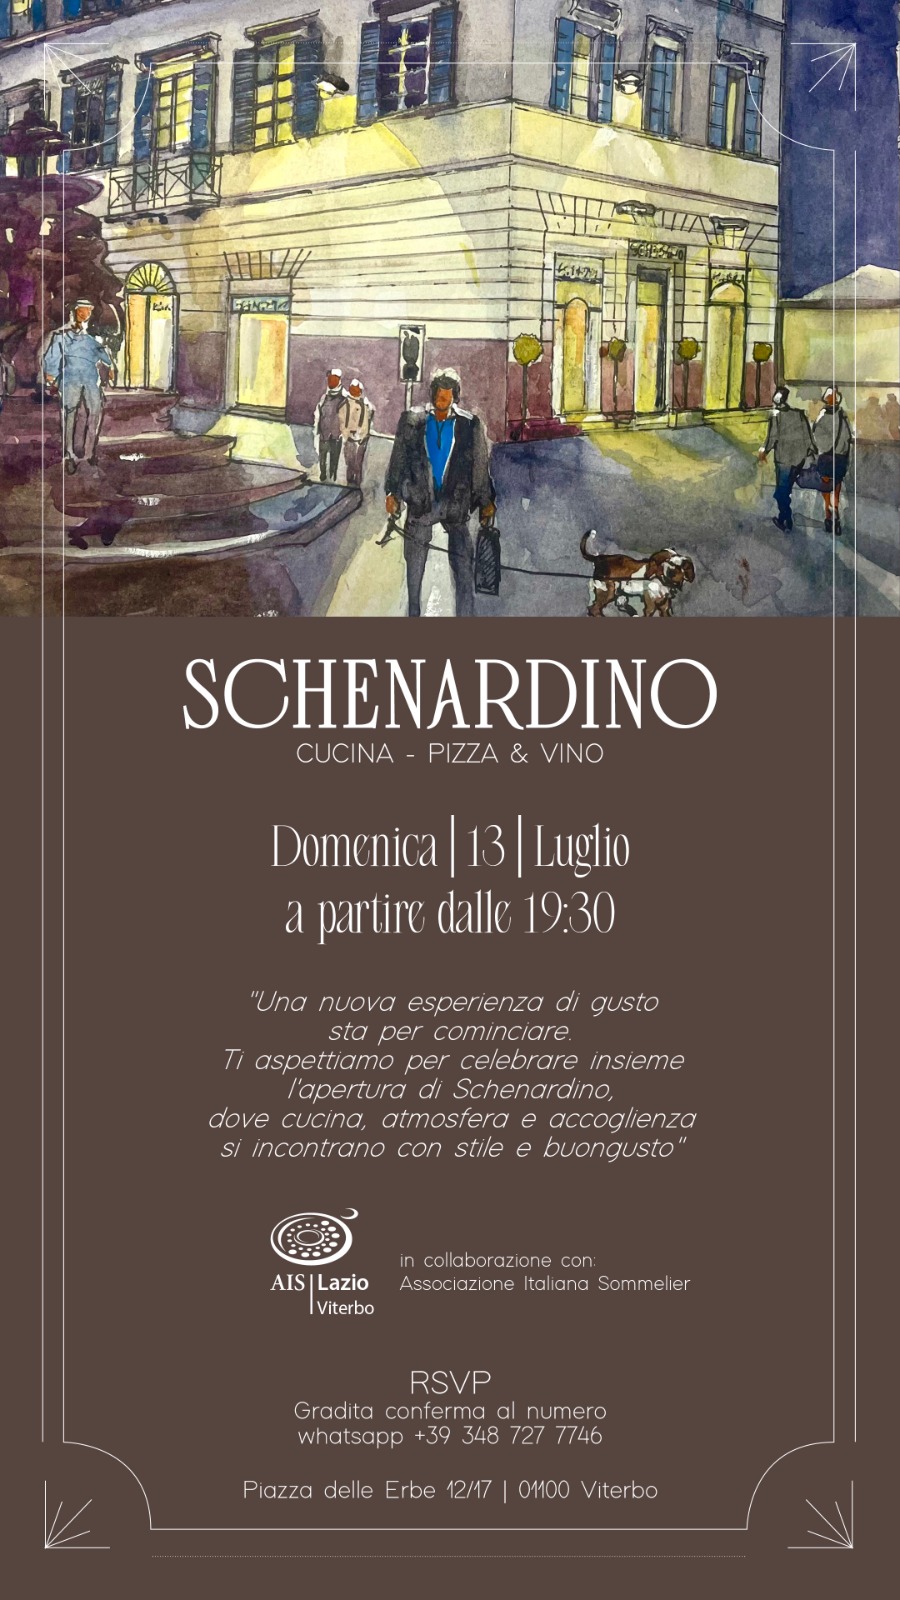 SCHENARDINO
SCHENARDINO
CUCINA - PIZZA & VINO
Domenica | 13 | Luglio
a partire dalle 19:30
"Una nuova esperienza di gusto
sta per cominciare.
Ti aspettiamo per celebrare insieme
l'apertura di Schenardino,
dove cucina, atmosfera e accoglienza
si incontrano con stile e buongusto"
AIS | Lazio
Viterbo
in collaborazione con:
Associazione Italiana Sommelier
RSVP
Gradita conferma al numero
whatsapp +39 348 727 7746
Piazza delle Erbe 12/17 | 01100 Viterbo